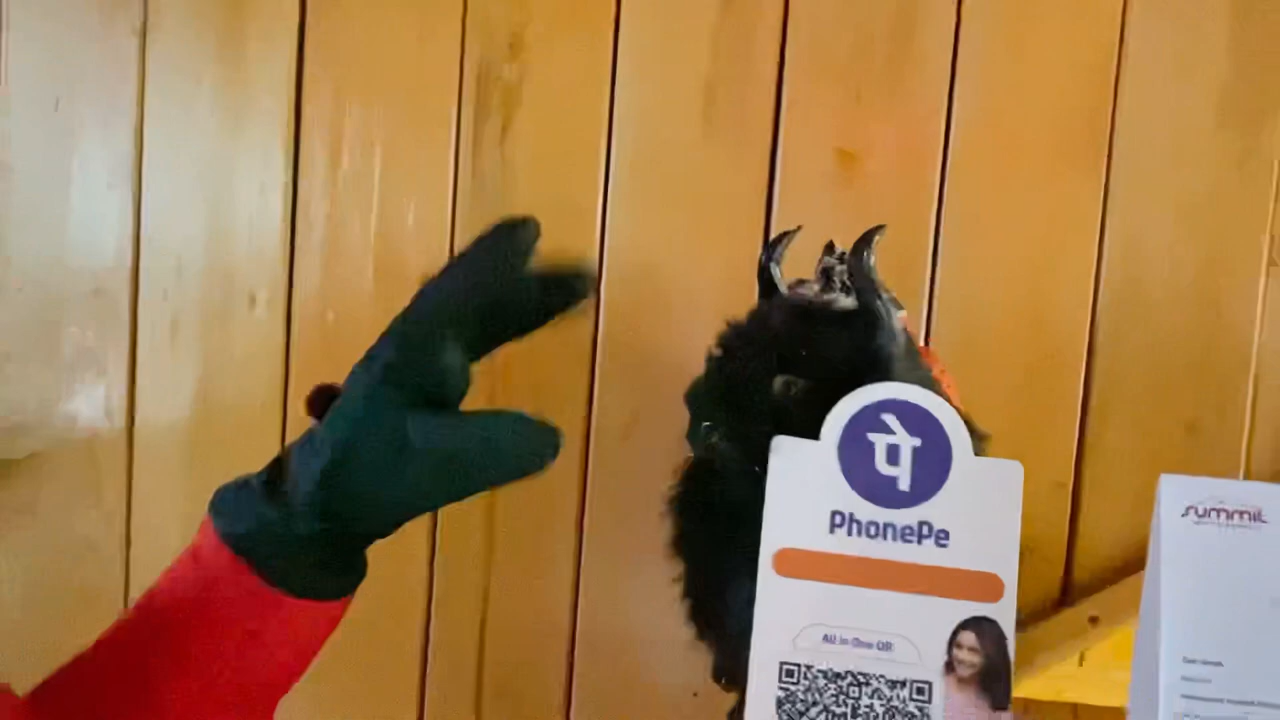 पे
PhonePe
All in One QR
summit